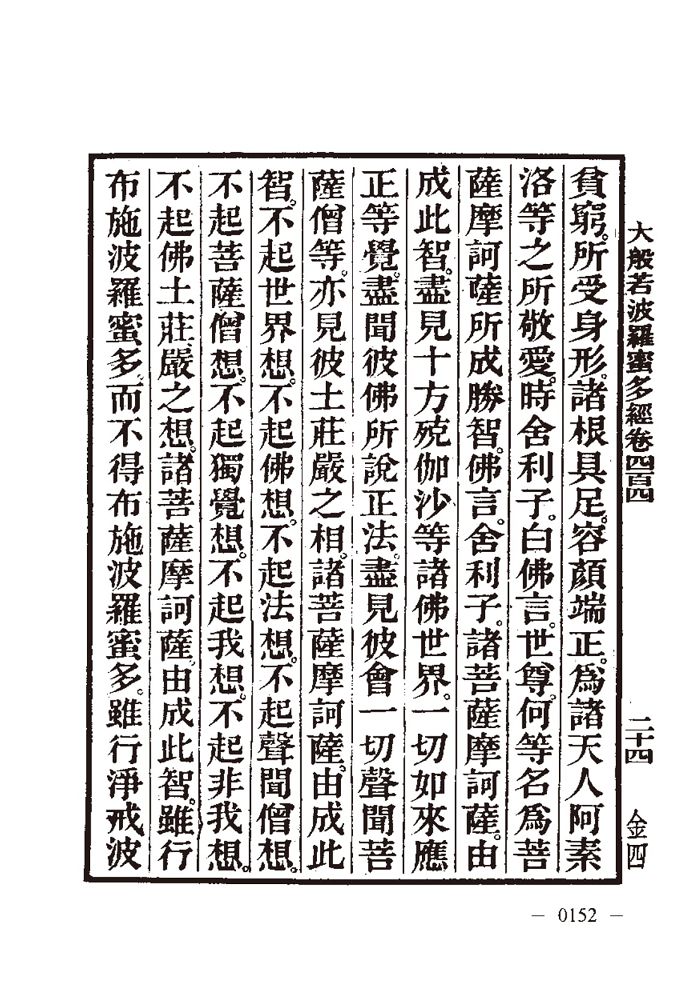 大般若波羅蜜多經卷四百四
二十四
金四
貧窮。所受身形。諸根具足。容顏端正。爲諸天人阿素
洛等之所敬愛。時舍利子。白佛言。世尊。何等名爲菩
薩摩訶薩所成勝智。佛言。舍利子。諸菩薩摩訶薩。由
成此智。盡見十方殑伽沙等諸佛世界。一切如來應
正等覺。盡聞彼佛所說正法。盡見彼會一切聲聞菩
薩僧等。亦見彼土莊嚴之相。諸菩薩摩訶薩。由成此
智。不起世界想。不起佛想。不起法想。不起聲聞僧想。
不起菩薩僧想。不起獨覺想。不起我想。不起非我想。
不起佛土莊嚴之想。諸菩薩摩訶薩由成此智。雖行
布施波羅蜜多。而不得布施波羅蜜多。雖行淨戒波
— 0152 —